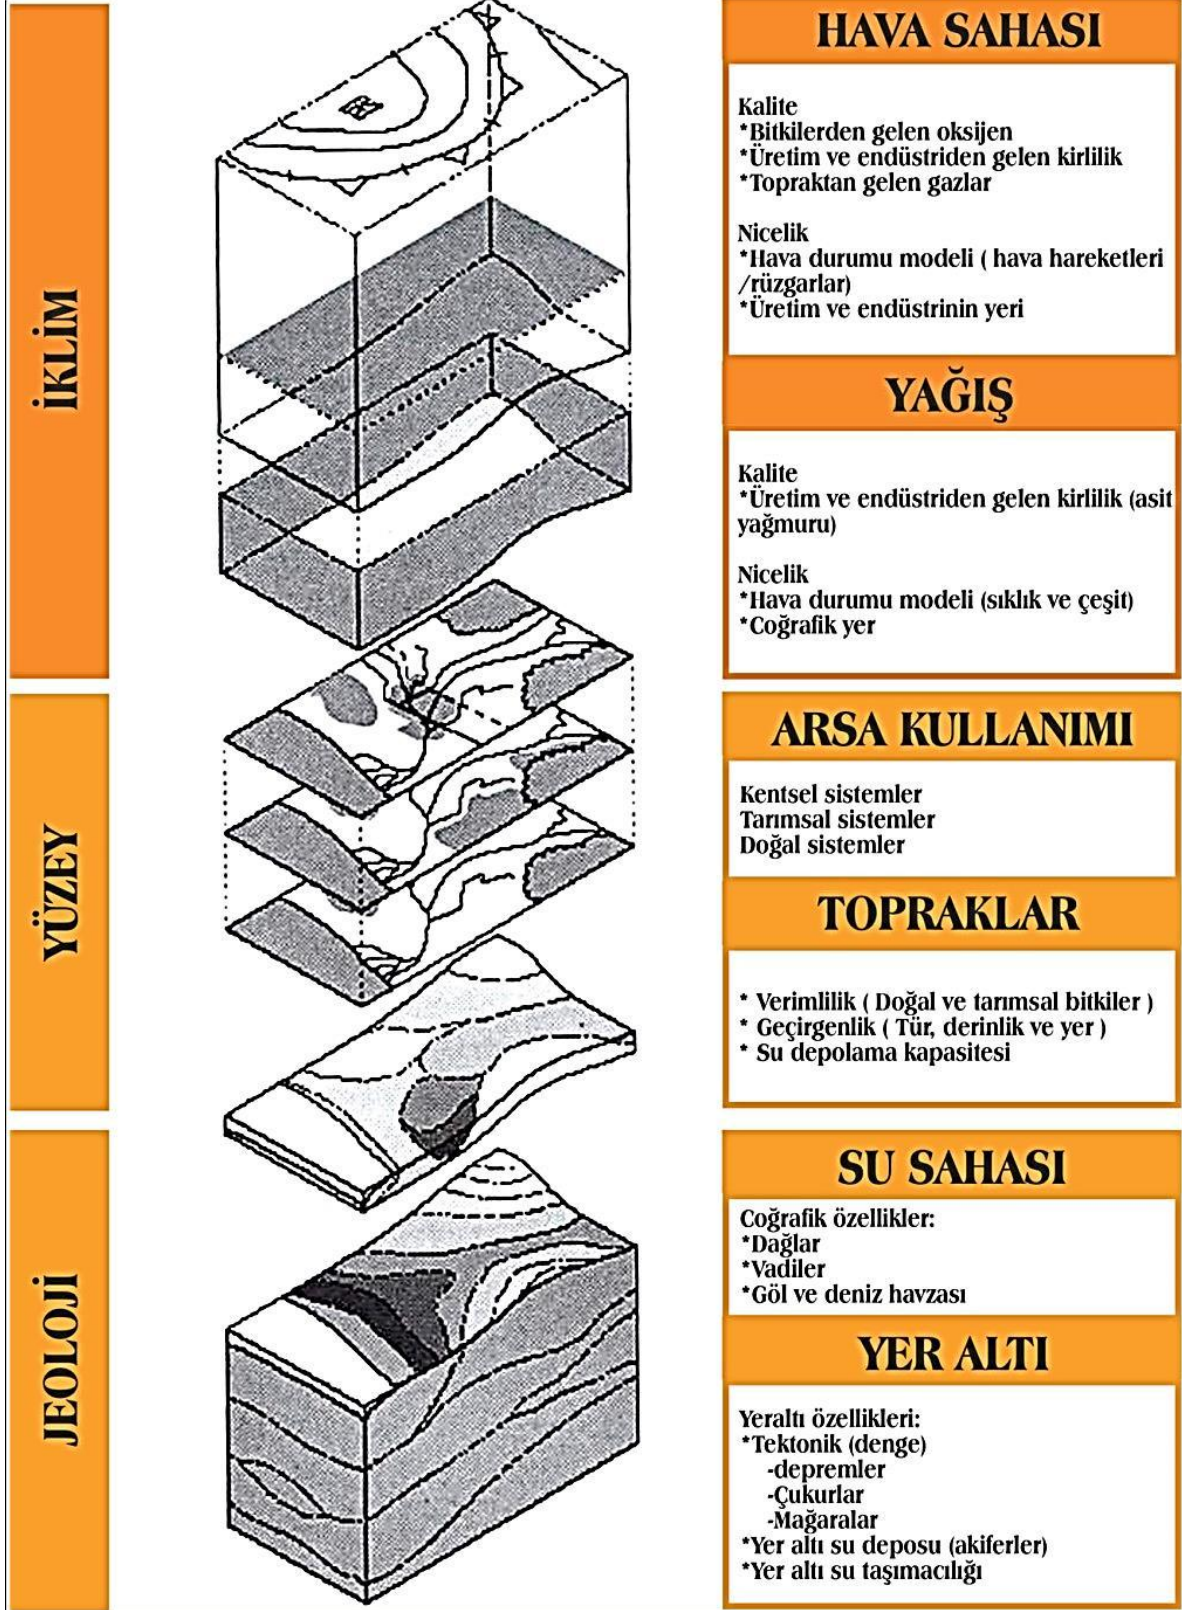 İKLİM
HAVA SAHASI
Kalite
*Bitkilerden gelen oksijen
*Üretim ve endüstriden gelen kirlilik
*Topraktan gelen gazlar
Nicelik
*Hava durumu modeli ( hava hareketleri
/rüzgarlar)
*Üretim ve endüstrinin yeri
YAĞIŞ
Kalite
*Üretim ve endüstriden gelen kirlilik (asit
yağmuru)
Nicelik
*Hava durumu modeli (sıklık ve çeşit)
*Coğrafik yer
YÜZEY
ARSA KULLANIMI
Kentsel sistemler
Tarımsal sistemler
Doğal sistemler
TOPRAKLAR
* Verimlilik ( Doğal ve tarımsal bitkiler )
* Geçirgenlik ( Tür, derinlik ve yer )
* Su depolama kapasitesi
JEOLOJİ
SU SAHASI
Coğrafik özellikler:
*Dağlar
*Vadiler
*Göl ve deniz havzası
YER ALTI
Yeraltı özellikleri:
*Tektonik (denge)
-depremler
-Çukurlar
-Mağaralar
*Yer altı su deposu (akiferler)
*Yer altı su taşımacılığı